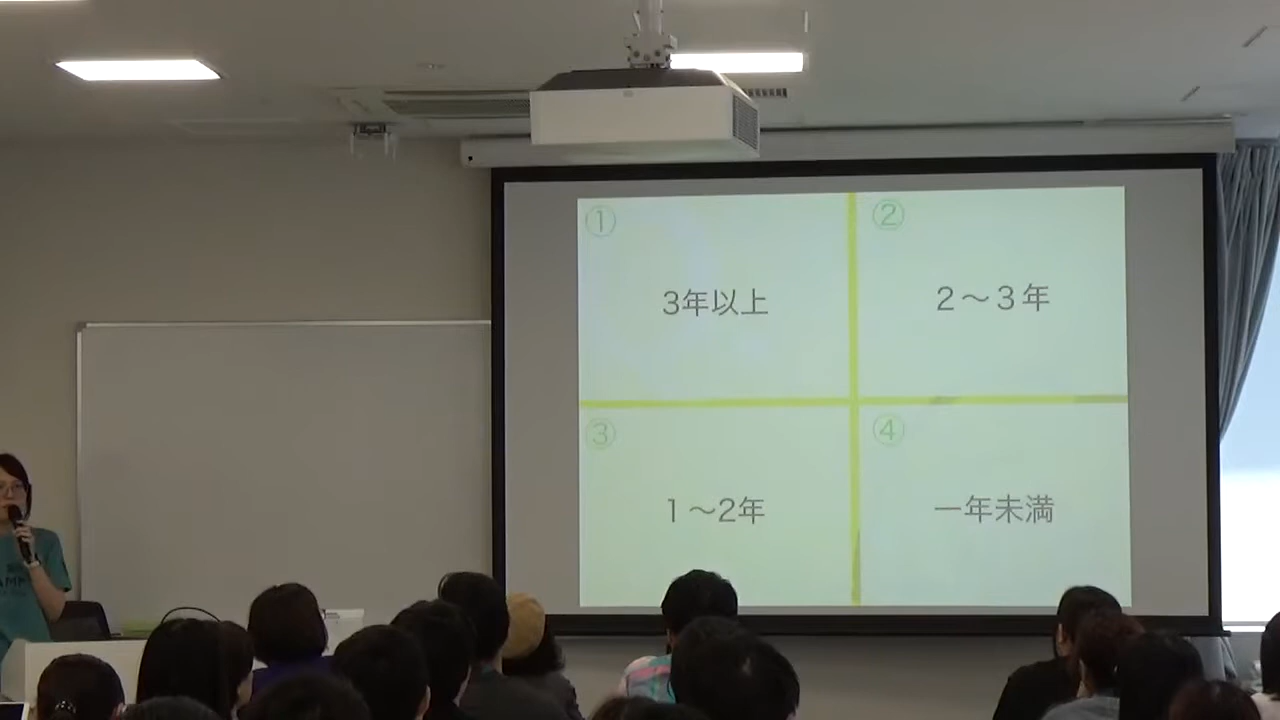 ①
3年以上
②
２～３年
③
１～2年
④
一年未満